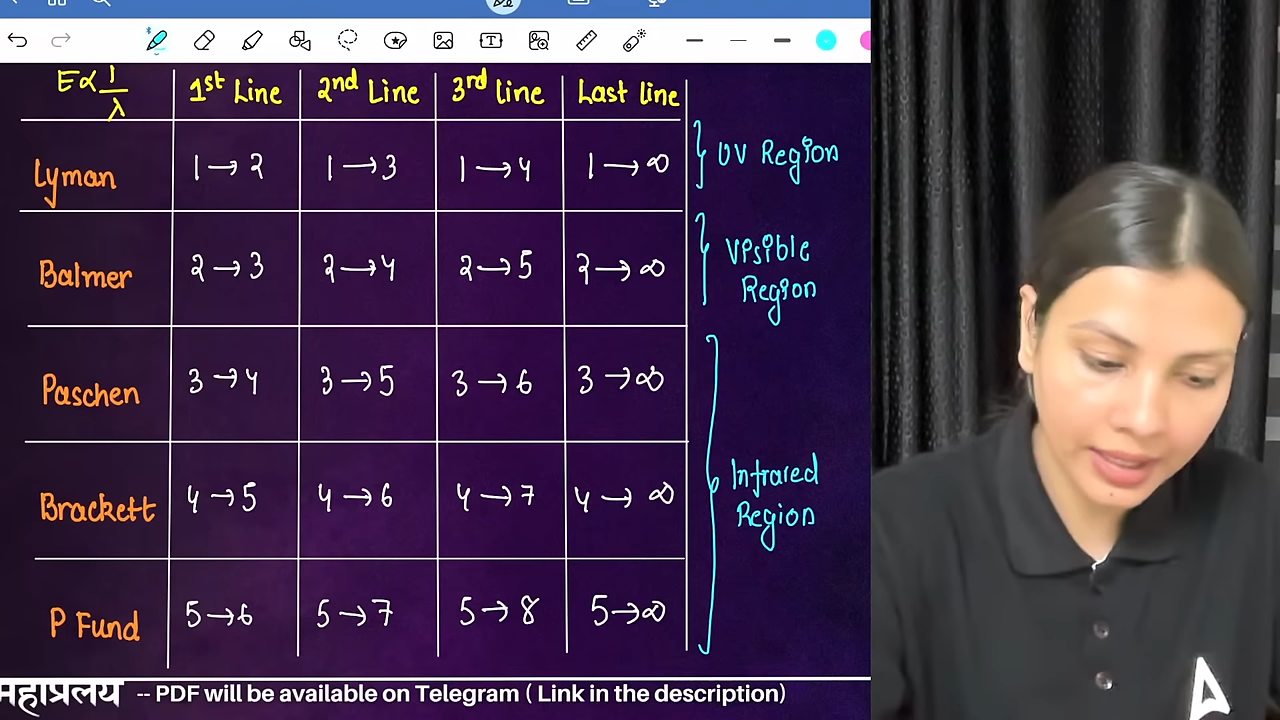 E∝1/λ 1st Line 2nd Line 3rd line Last line
Lyman 1→2 1→3 1→4 1→∞ UV Region
Balmer 2→3 2→4 2→5 2→∞ Visible Region
Paschen 3→4 3→5 3→6 3→∞
Brackett 4→5 4→6 4→7 4→∞ Infrared Region
P Fund 5→6 5→7 5→8 5→∞
महाप्रलय -- PDF will be available on Telegram ( Link in the description)